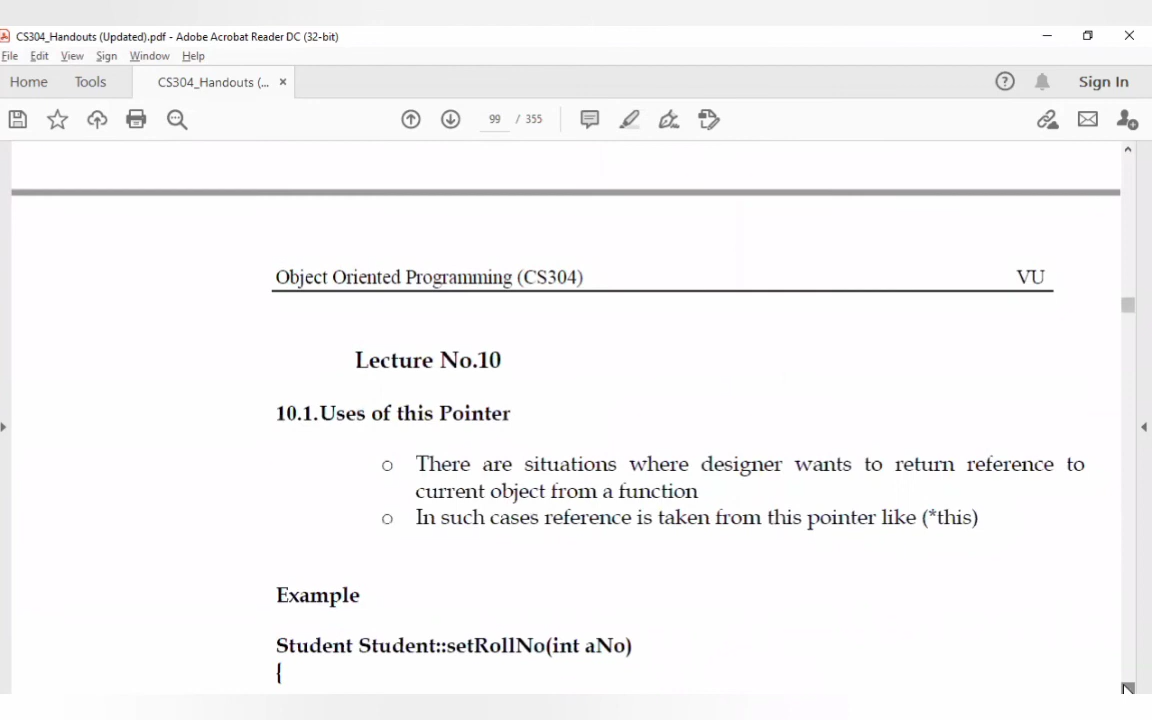 CS304_Handouts (Updated).pdf - Adobe Acrobat Reader DC (32-bit)
File Edit View Sign Window Help
Home Tools CS304_Handouts (... × Sign In
99 / 355
Object Oriented Programming (CS304) VU
Lecture No.10
10.1.Uses of this Pointer
○ There are situations where designer wants to return reference to
current object from a function
○ In such cases reference is taken from this pointer like (*this)
Example
Student Student::setRollNo(int aNo)
{